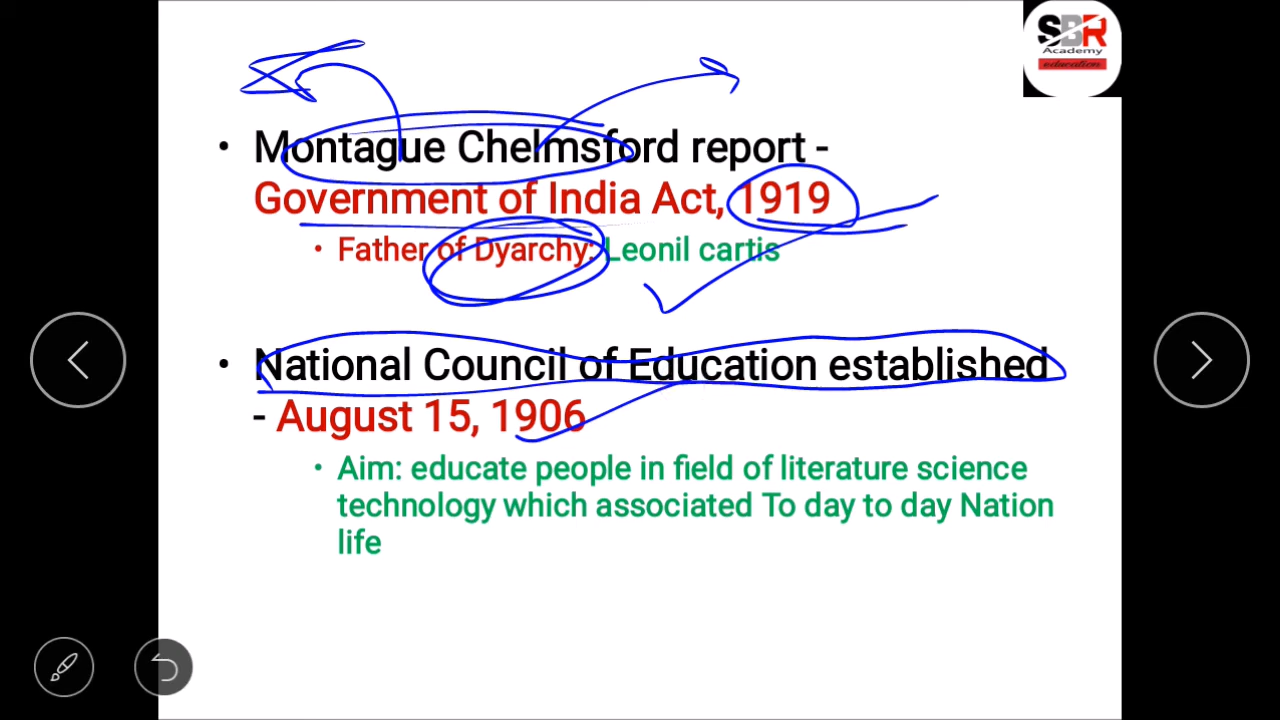 SBR
Academy
education
• Montague Chelmsford report -
Government of India Act, 1919
• Father of Dyarchy: Leonil cartis
• National Council of Education established
- August 15, 1906
• Aim: educate people in field of literature science
technology which associated To day to day Nation
life